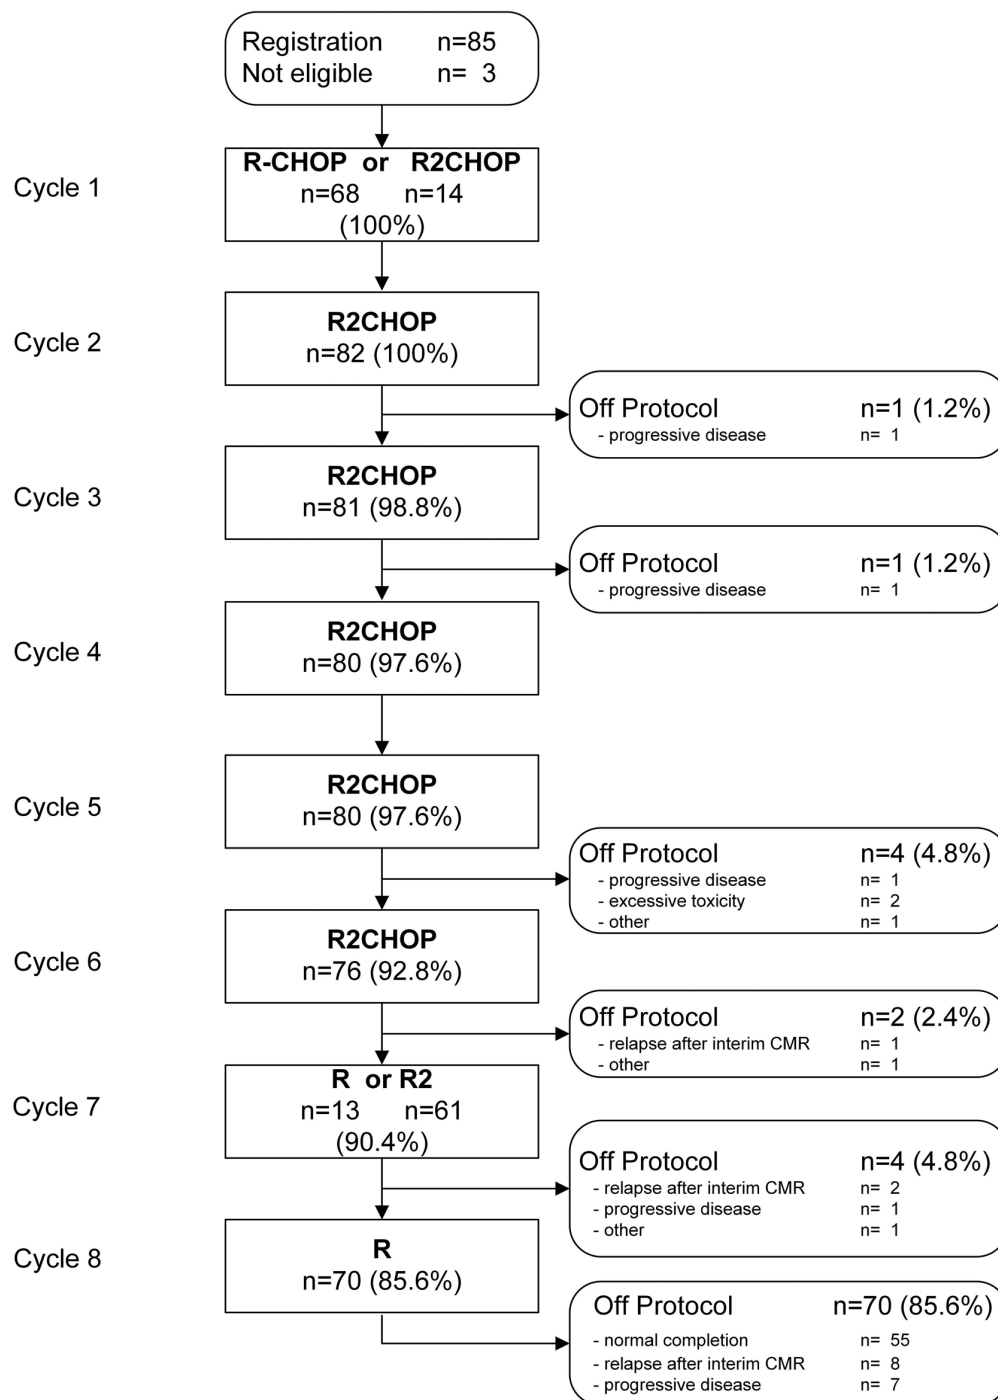 Registration n=85
Not eligible n= 3
Cycle 1
R-CHOP or R2CHOP
n=68 n=14
(100%)
Cycle 2
R2CHOP
n=82 (100%)
Off Protocol n=1 (1.2%)
- progressive disease n= 1
Cycle 3
R2CHOP
n=81 (98.8%)
Off Protocol n=1 (1.2%)
- progressive disease n= 1
Cycle 4
R2CHOP
n=80 (97.6%)
Cycle 5
R2CHOP
n=80 (97.6%)
Off Protocol n=4 (4.8%)
- progressive disease n= 1
- excessive toxicity n= 2
- other n= 1
Cycle 6
R2CHOP
n=76 (92.8%)
Off Protocol n=2 (2.4%)
- relapse after interim CMR n= 1
- other n= 1
Cycle 7
R or R2
n=13 n=61
(90.4%)
Off Protocol n=4 (4.8%)
- relapse after interim CMR n= 2
- progressive disease n= 1
- other n= 1
Cycle 8
R
n=70 (85.6%)
Off Protocol n=70 (85.6%)
- normal completion n= 55
- relapse after interim CMR n= 8
- progressive disease n= 7